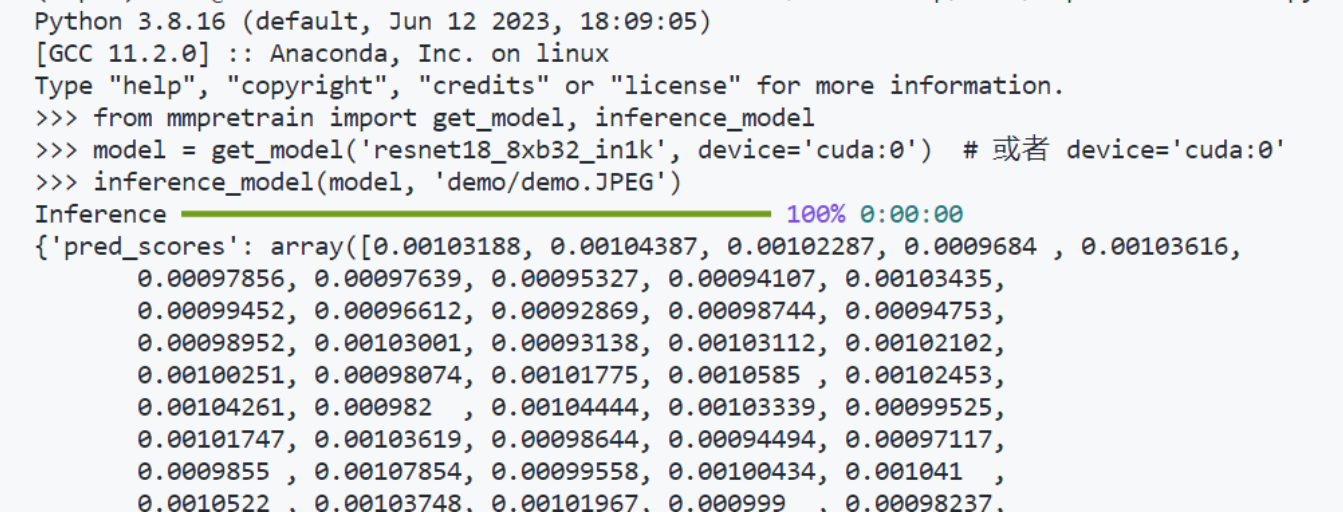 Python 3.8.16 (default, Jun 12 2023, 18:09:05)
[GCC 11.2.0] :: Anaconda, Inc. on linux
Type "help", "copyright", "credits" or "license" for more information.
>>> from mmpretrain import get_model, inference_model
>>> model = get_model('resnet18_8xb32_in1k', device='cuda:0')  # 或者 device='cuda:0'
>>> inference_model(model, 'demo/demo.JPEG')
Inference 100% 0:00:00
{'pred_scores': array([0.00103188, 0.00104387, 0.00102287, 0.0009684 , 0.00103616,
0.00097856, 0.00097639, 0.00095327, 0.00094107, 0.00103435,
0.00099452, 0.00096612, 0.00092869, 0.00098744, 0.00094753,
0.00098952, 0.00103001, 0.00093138, 0.00103112, 0.00102102,
0.00100251, 0.00098074, 0.00101775, 0.0010585 , 0.00102453,
0.00104261, 0.000982  , 0.00104444, 0.00103339, 0.00099525,
0.00101747, 0.00103619, 0.00098644, 0.00094494, 0.00097117,
0.0009855 , 0.00107854, 0.00099558, 0.00100434, 0.001041  ,
0.0010522 , 0.00103748, 0.00101967, 0.000999  , 0.00098237,